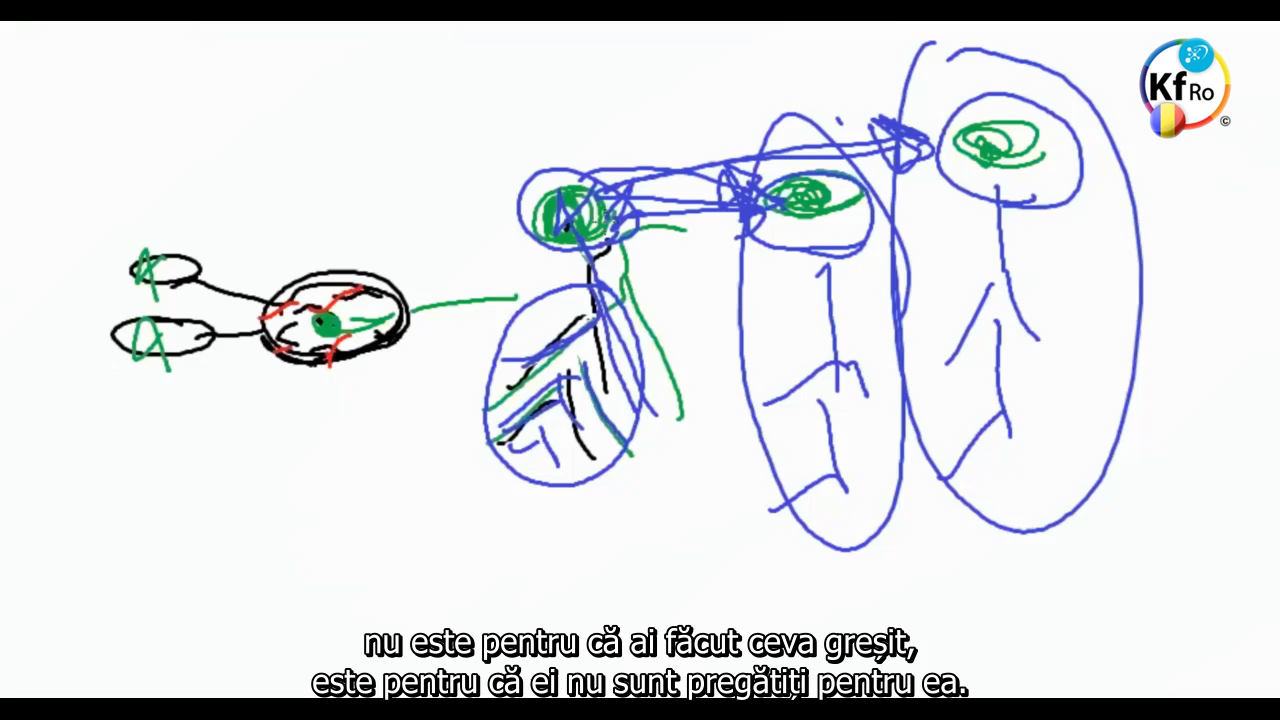 Kf Ro
©
A
A
nu este pentru că ai făcut ceva greșit,
este pentru că ei nu sunt pregătiți pentru ea.